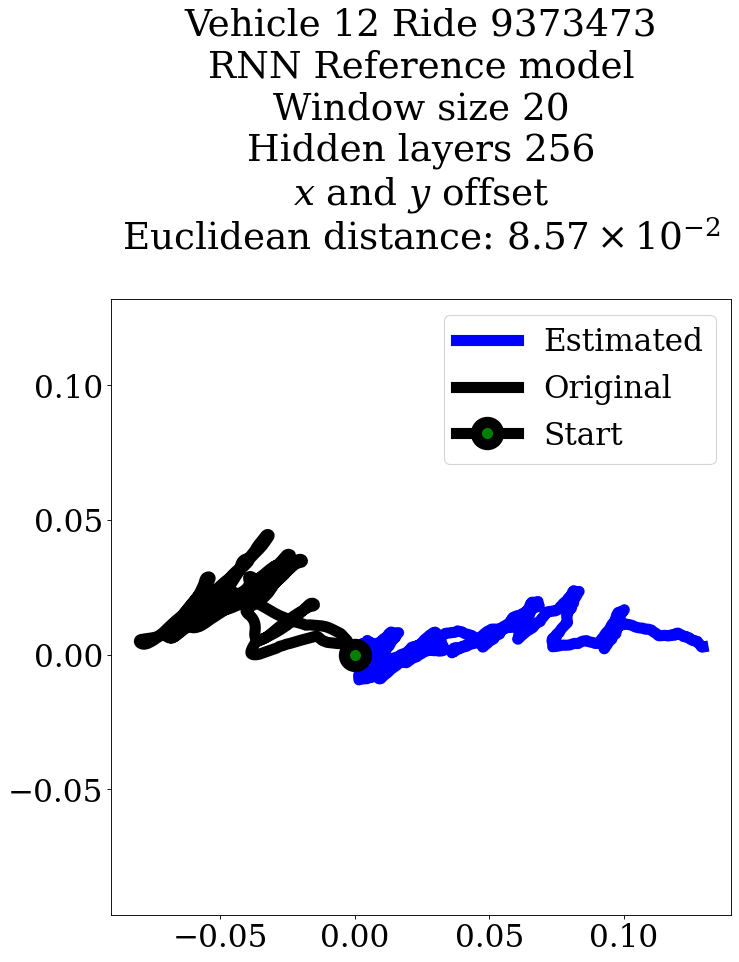 Vehicle 12 Ride 9373473
RNN Reference model
Window size 20
Hidden layers 256
x and y offset
Euclidean distance: 8.57 × 10⁻²
Estimated
Original
Start
0.10
0.05
0.00
−0.05
−0.05 0.00 0.05 0.10